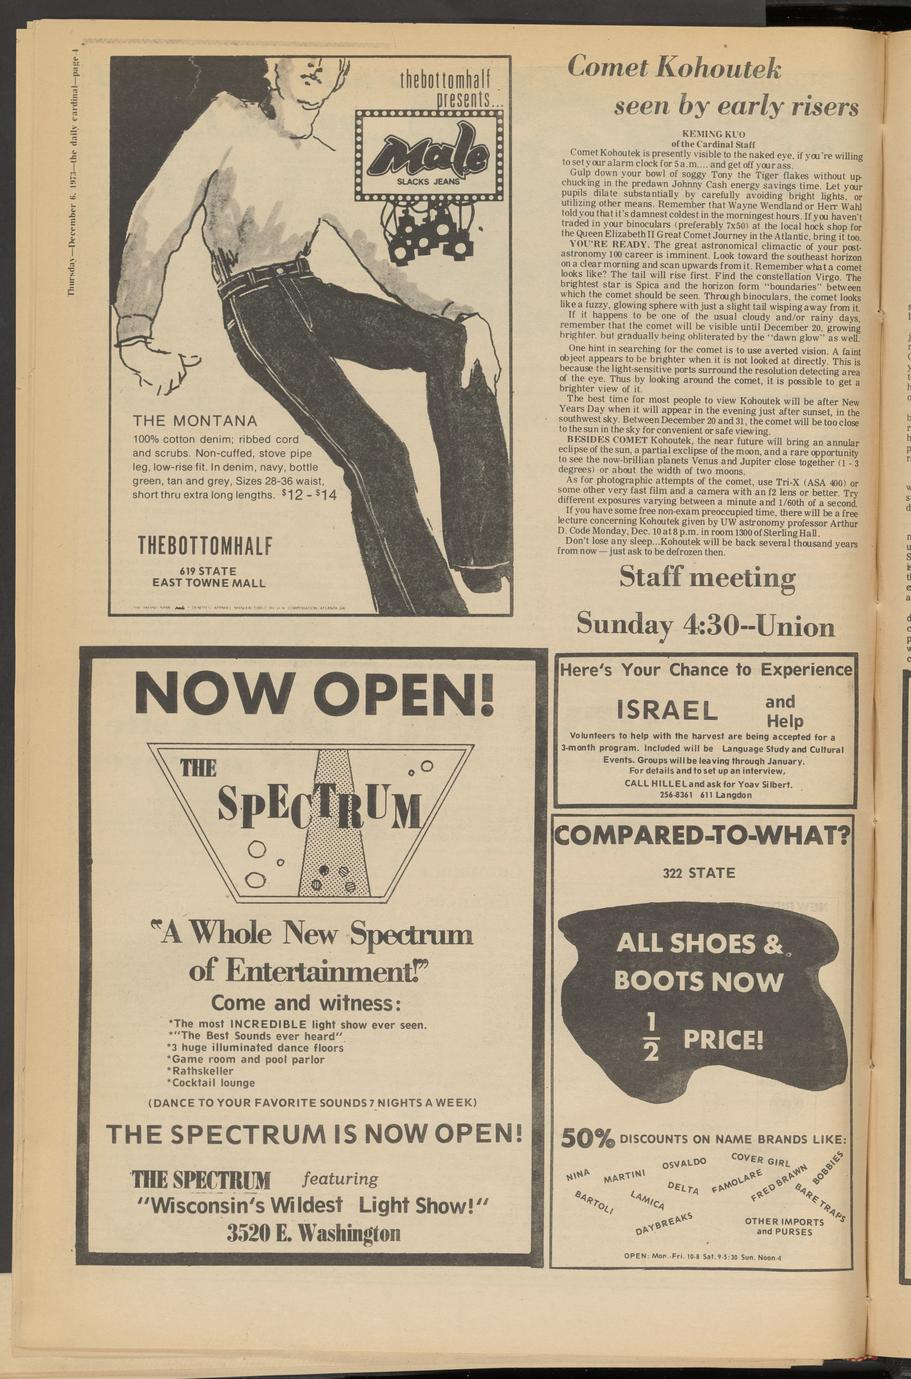 Thursday—December 6, 1973—the daily cardinal—page 4
thebottomhalf
presents...
Male
SLACKS JEANS
THE MONTANA
100% cotton denim; ribbed cord
and scrubs. Non-cuffed, stove pipe
leg, low-rise fit. In denim, navy, bottle
green, tan and grey, Sizes 28-36 waist,
short thru extra long lengths. $12 - $14
THEBOTTOMHALF
619 STATE
EAST TOWNE MALL
Comet Kohoutek
seen by early risers
KEMING KUO
of the Cardinal Staff
Comet Kohoutek is presently visible to the naked eye, if you're willing
to set your alarm clock for 5 a.m.... and get off your ass.
Gulp down your bowl of soggy Tony the Tiger flakes without up-
chucking in the predawn Johnny Cash energy savings time. Let your
pupils dilate substantially by carefully avoiding bright lights, or
utilizing other means. Remember that Wayne Wendland or Herr Wahl
told you that it's damnest coldest in the morningest hours. If you haven't
traded in your binoculars (preferably 7x50) at the local hock shop for
the Queen Elizabeth II Great Comet Journey in the Atlantic, bring it too.
YOU'RE READY. The great astronomical climactic of your post-
astronomy 100 career is imminent. Look toward the southeast horizon
on a clear morning and scan upwards from it. Remember what a comet
looks like? The tail will rise first. Find the constellation Virgo. The
brightest star is Spica and the horizon form "boundaries" between
which the comet should be seen. Through binoculars, the comet looks
like a fuzzy, glowing sphere with just a slight tail wisping away from it.
If it happens to be one of the usual cloudy and/or rainy days,
remember that the comet will be visible until December 20, growing
brighter, but gradually being obliterated by the "dawn glow" as well.
One hint in searching for the comet is to use averted vision. A faint
object appears to be brighter when it is not looked at directly. This is
because the light-sensitive ports surround the resolution detecting area
of the eye. Thus by looking around the comet, it is possible to get a
brighter view of it.
The best time for most people to view Kohoutek will be after New
Years Day when it will appear in the evening just after sunset, in the
southwest sky. Between December 20 and 31, the comet will be too close
to the sun in the sky for convenient or safe viewing.
BESIDES COMET Kohoutek, the near future will bring an annular
eclipse of the sun, a partial exclipse of the moon, and a rare opportunity
to see the now-brillian planets Venus and Jupiter close together (1 - 3
degrees) or about the width of two moons.
As for photographic attempts of the comet, use Tri-X (ASA 400) or
some other very fast film and a camera with an f2 lens or better. Try
different exposures varying between a minute and 1/60th of a second.
If you have some free non-exam preoccupied time, there will be a free
lecture concerning Kohoutek given by UW astronomy professor Arthur
D. Code Monday, Dec. 10 at 8 p.m. in room 1300 of Sterling Hall.
Don't lose any sleep...Kohoutek will be back several thousand years
from now — just ask to be defrozen then.
Staff meeting
Sunday 4:30--Union
NOW OPEN!
THE
SPECTRUM
"A Whole New Spectrum
of Entertainment!"
Come and witness:
*The most INCREDIBLE light show ever seen.
*"The Best Sounds ever heard"
*3 huge illuminated dance floors
*Game room and pool parlor
*Rathskeller
*Cocktail lounge
(DANCE TO YOUR FAVORITE SOUNDS 7 NIGHTS A WEEK)
THE SPECTRUM IS NOW OPEN!
THE SPECTRUM featuring
"Wisconsin's Wildest Light Show!"
3520 E. Washington
Here's Your Chance to Experience
ISRAEL and
Help
Volunteers to help with the harvest are being accepted for a
3-month program. Included will be Language Study and Cultural
Events. Groups will be leaving through January.
For details and to set up an interview,
CALL HILLEL and ask for Yoav Silbert.
256-8361 611 Langdon
COMPARED-TO-WHAT?
322 STATE
ALL SHOES &
BOOTS NOW
1/2 PRICE!
50% DISCOUNTS ON NAME BRANDS LIKE:
NINA
MARTINI
OSVALDO
COVER GIRL
BOBBIES
BARTOLI
LAMICA
DELTA
FAMOLARE
FRED BRAWN
BARE TRAPS
DAYBREAKS
OTHER IMPORTS
and PURSES
OPEN: Mon.-Fri. 10-8 Sat. 9-5:30 Sun. Noon-4